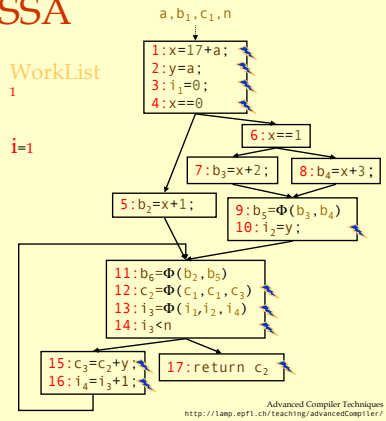 SSA
a,b₁,c₁,n
WorkList
1
i=1
1:x=17+a;
2:y=a;
3:i₁=0;
4:x==0
6:x==1
7:b₃=x+2;
8:b₄=x+3;
5:b₂=x+1;
9:b₅=Φ(b₃,b₄)
10:i₂=y;
11:b₆=Φ(b₂,b₅)
12:c₂=Φ(c₁,c₁,c₃)
13:i₃=Φ(i₁,i₂,i₄)
14:i₃<n
15:c₃=c₂+y;
16:i₄=i₃+1;
17:return c₂
Advanced Compiler Techniques
http://lamp.epfl.ch/teaching/advancedCompiler/